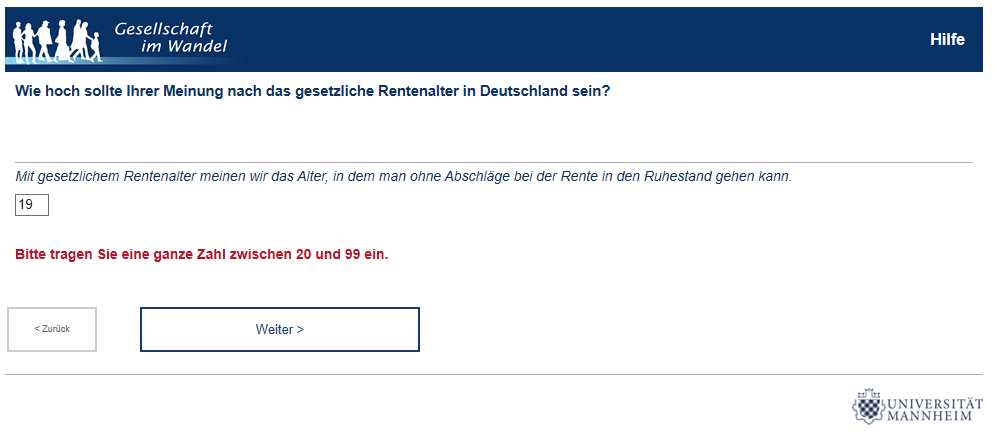 Gesellschaft
im Wandel
Hilfe
Wie hoch sollte Ihrer Meinung nach das gesetzliche Rentenalter in Deutschland sein?
Mit gesetzlichem Rentenalter meinen wir das Alter, in dem man ohne Abschläge bei der Rente in den Ruhestand gehen kann.
19
Bitte tragen Sie eine ganze Zahl zwischen 20 und 99 ein.
< Zurück
Weiter >
UNIVERSITÄT
MANNHEIM